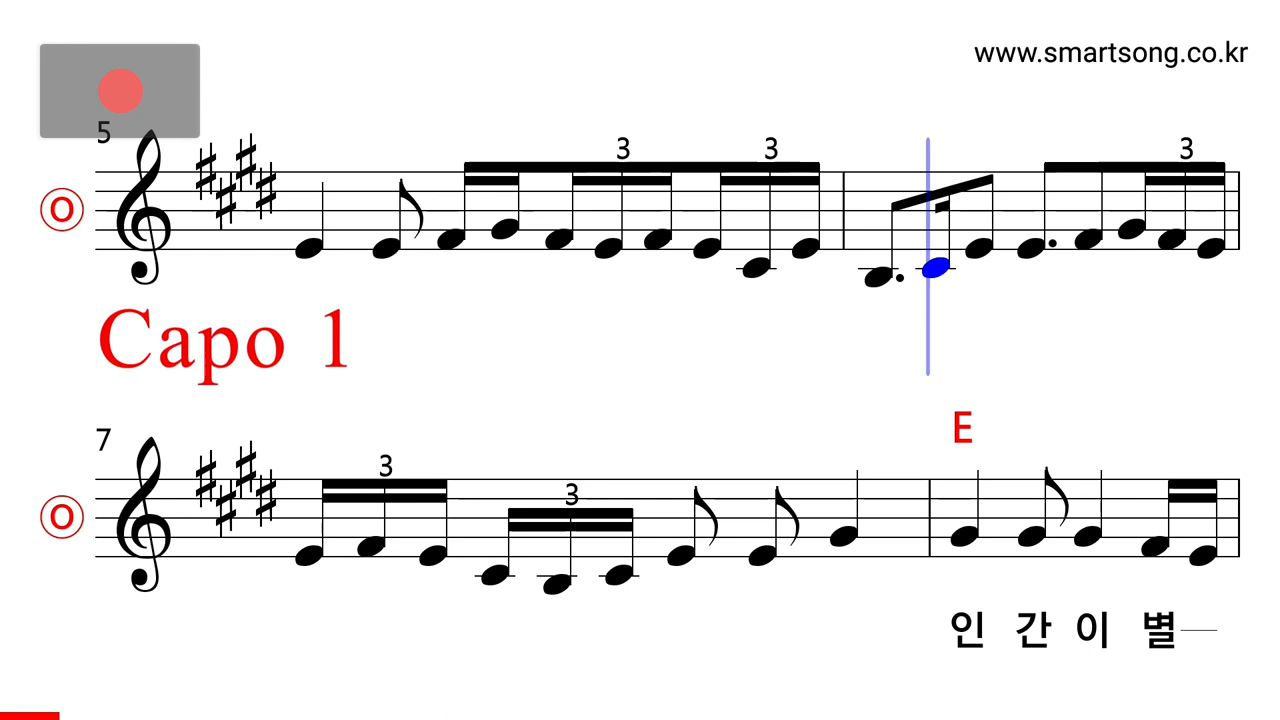 www.smartsong.co.kr
5
3 3 3
O
Capo 1
E
7
3 3
O
인 간 이 별